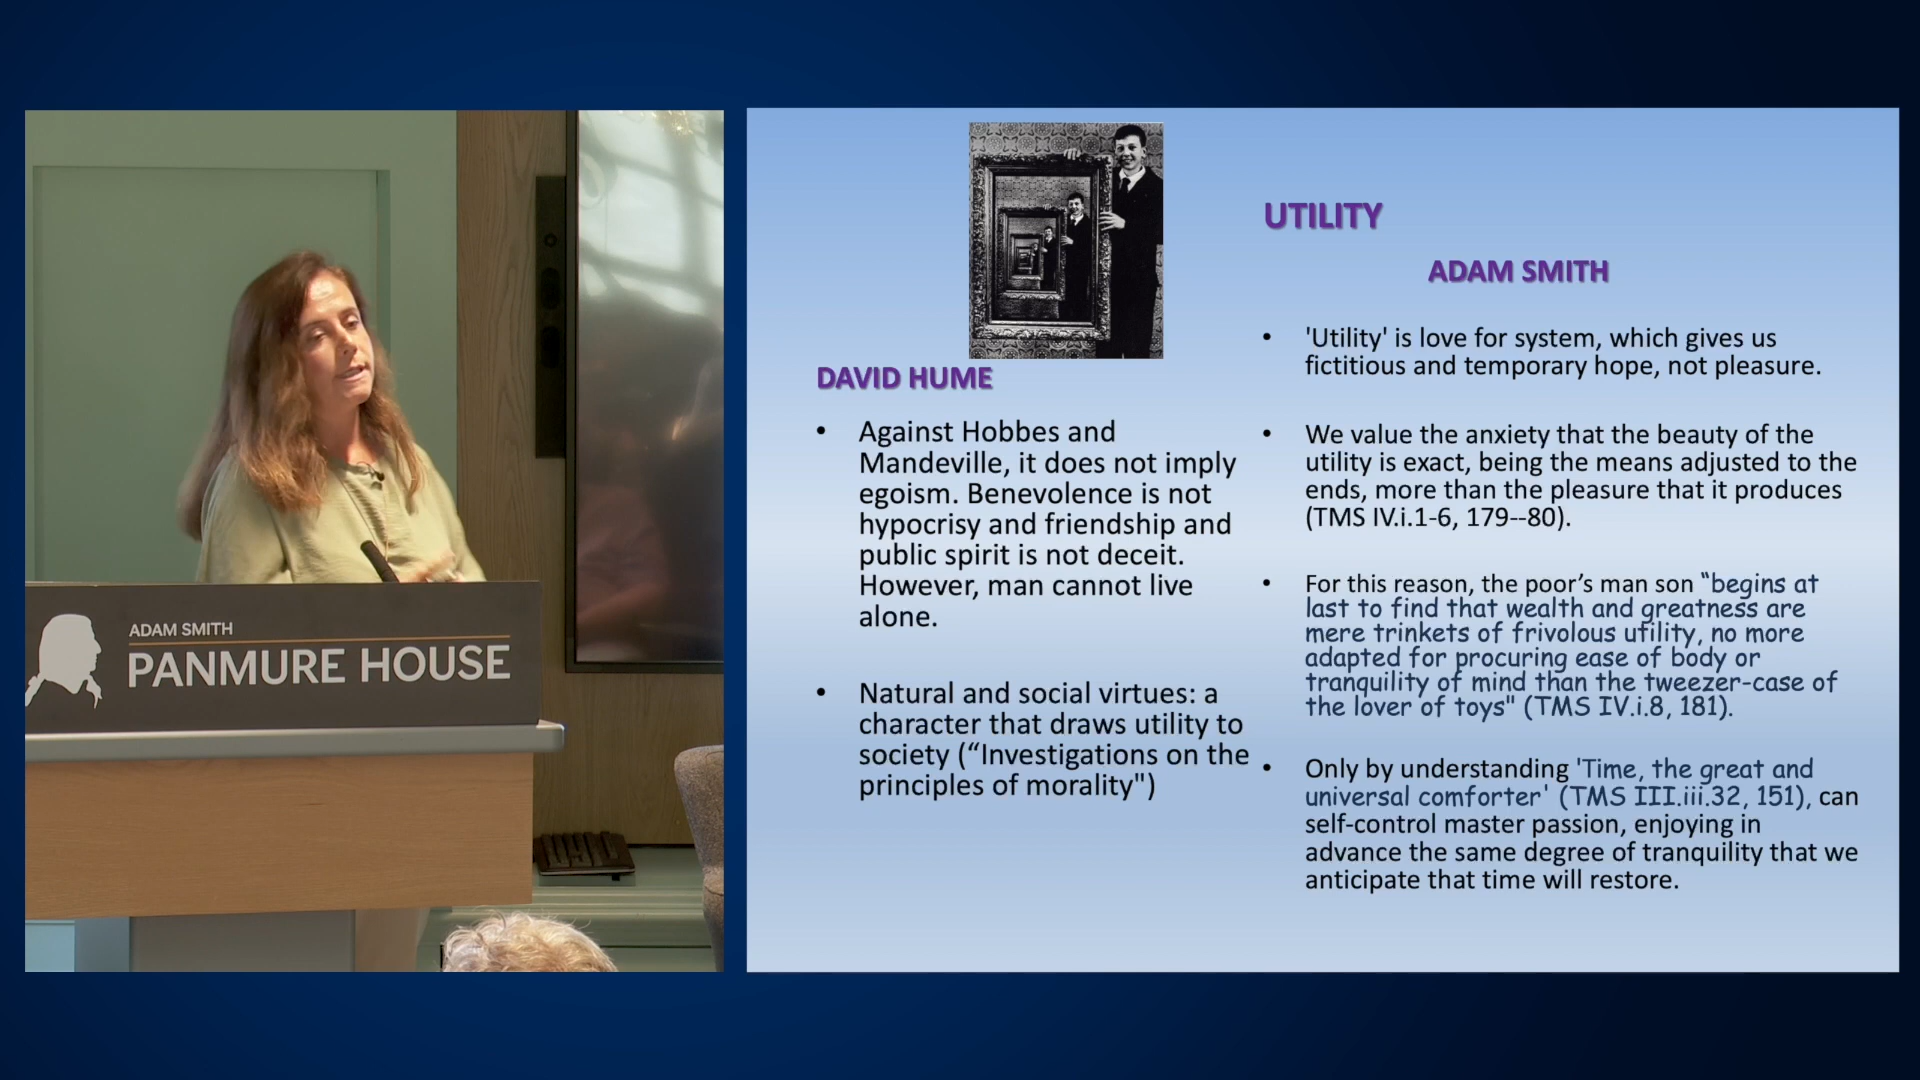 ADAM SMITH
PANMURE HOUSE
UTILITY
DAVID HUME
• Against Hobbes and
Mandeville, it does not imply
egoism. Benevolence is not
hypocrisy and friendship and
public spirit is not deceit.
However, man cannot live
alone.
• Natural and social virtues: a
character that draws utility to
society (“Investigations on the
principles of morality")
ADAM SMITH
• 'Utility' is love for system, which gives us
fictitious and temporary hope, not pleasure.
• We value the anxiety that the beauty of the
utility is exact, being the means adjusted to the
ends, more than the pleasure that it produces
(TMS IV.i.1-6, 179--80).
• For this reason, the poor’s man son “begins at
last to find that wealth and greatness are
mere trinkets of frivolous utility, no more
adapted for procuring ease of body or
tranquility of mind than the tweezer-case of
the lover of toys" (TMS IV.i.8, 181).
• Only by understanding 'Time, the great and
universal comforter' (TMS III.iii.32, 151), can
self-control master passion, enjoying in
advance the same degree of tranquility that we
anticipate that time will restore.